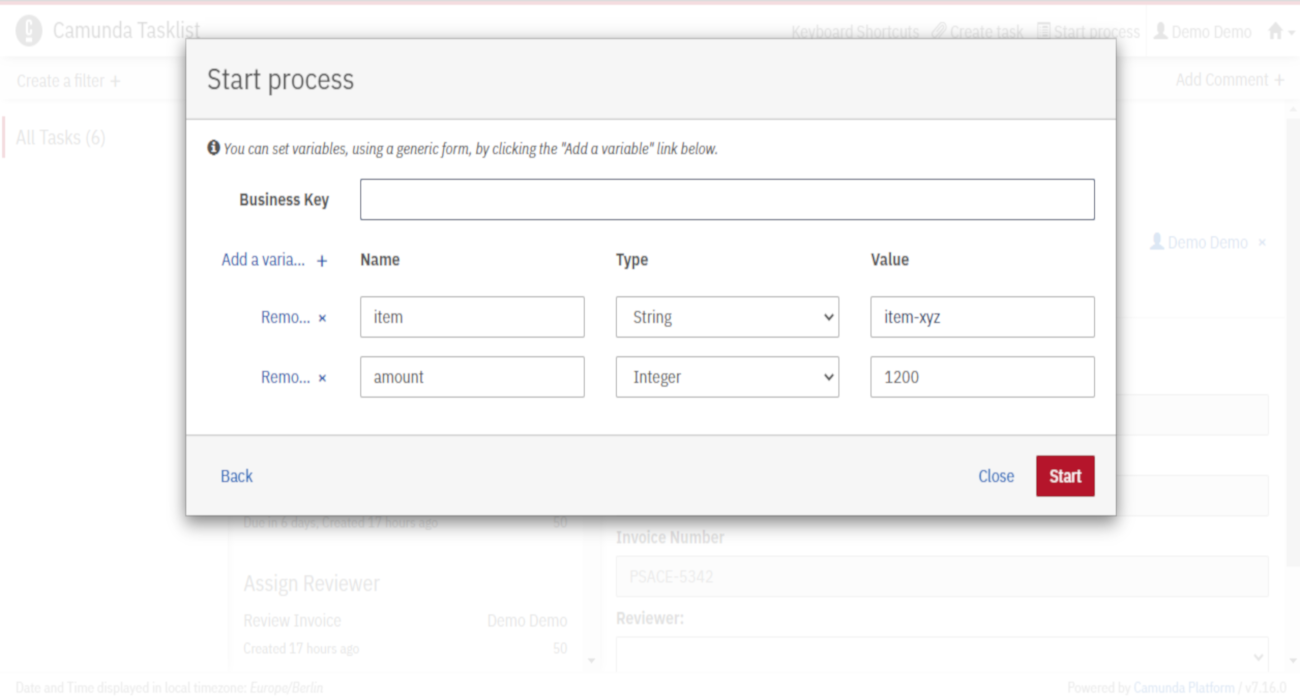 Camunda Tasklist
Keyboard Shortcuts Create task Start process Demo Demo
Create a filter +
Add Comment +
All Tasks (6)
Start process
You can set variables, using a generic form, by clicking the "Add a variable" link below.
Business Key
Add a varia... + Name Type Value
Remo... × item String item-xyz
Remo... × amount Integer 1200
Demo Demo ×
Back Close Start
Due in 6 days, Created 17 hours ago 50
Invoice Number
PSACE-5342
Assign Reviewer
Review Invoice Demo Demo
Created 17 hours ago 50
Reviewer:
Date and Time displayed in local timezone: Europe/Berlin
Powered by Camunda Platform / v7.16.0